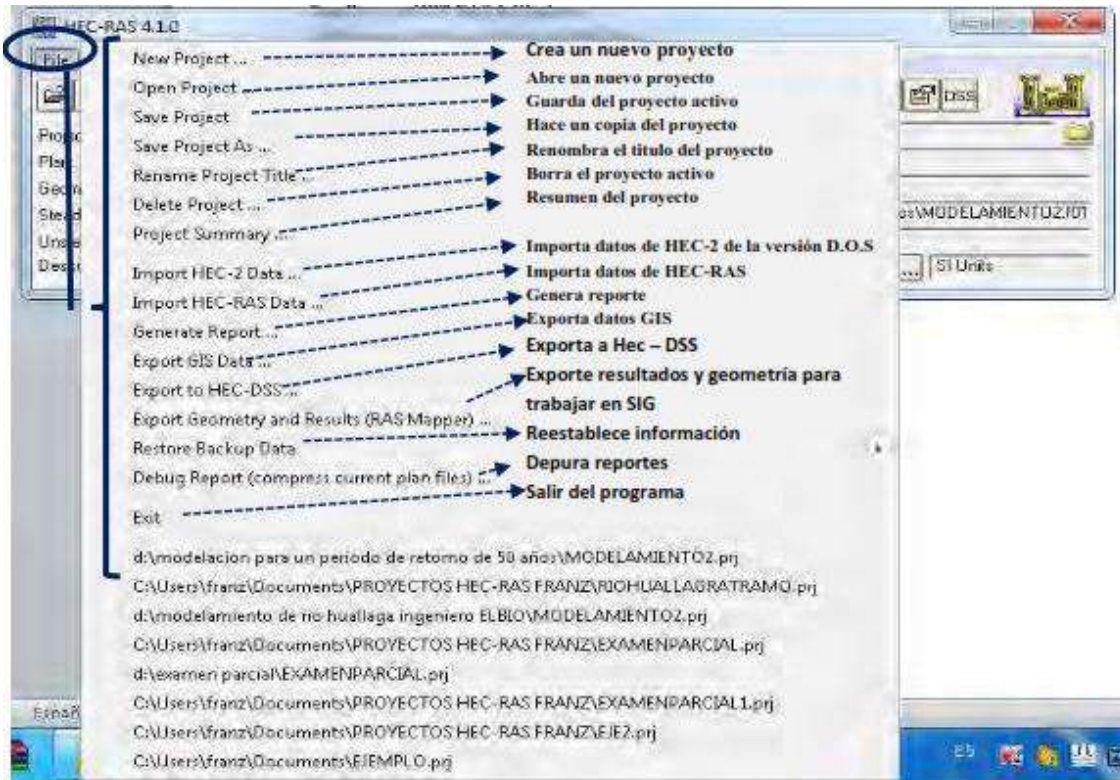 HEC-RAS 4.1.0
File
New Project ... Crea un nuevo proyecto
Open Project ... Abre un nuevo proyecto
Save Project Guarda del proyecto activo
Save Project As ... Hace un copia del proyecto
Rename Project Title ... Renombra el titulo del proyecto
Delete Project ... Borra el proyecto activo
Project Summary ... Resumen del proyecto
Import HEC-2 Data ... Importa datos de HEC-2 de la versión D.O.S
Import HEC-RAS Data ... Importa datos de HEC-RAS
Generate Report ... Genera reporte
Export GIS Data ... Exporta datos GIS
Export to HEC-DSS ... Exporta a Hec – DSS
Export Geometry and Results (RAS Mapper) ... Exporte resultados y geometría para
trabajar en SIG
Restore Backup Data Reestablece información
Debug Report (compress current plan files) ... Depura reportes
Exit Salir del programa
d:\modelacion para un periodo de retorno de 50 años\MODELAMIENTO2.prj
C:\Users\franz\Documents\PROYECTOS HEC-RAS FRANZ\RIOHUALLAGRATRAMO.prj
d:\modelamiento de rio huallaga ingeniero ELBIO\MODELAMIENTO2.prj
C:\Users\franz\Documents\PROYECTOS HEC-RAS FRANZ\EXAMENPARCIAL.prj
d:\examen parcial\EXAMENPARCIAL.prj
C:\Users\franz\Documents\PROYECTOS HEC-RAS FRANZ\EXAMENPARCIAL1.prj
C:\Users\franz\Documents\PROYECTOS HEC-RAS FRANZ\EJE2.prj
C:\Users\franz\Documents\EJEMPLO.prj
DSS
Plan
Geom
\MODELAMIENTO2.f01
SI Units
Españ
ES